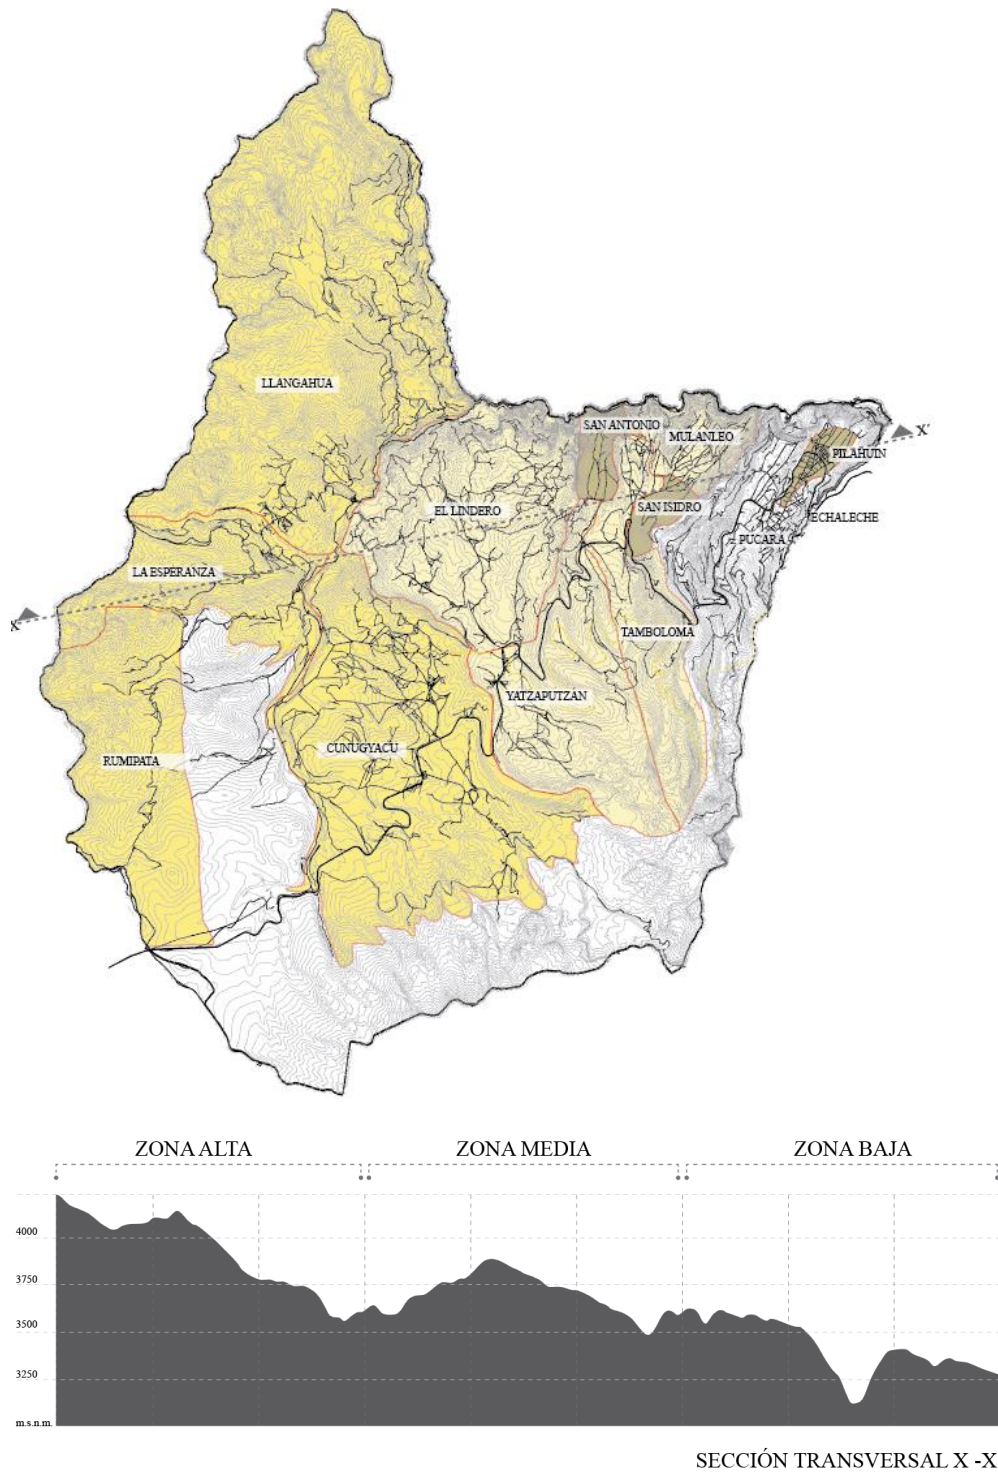 LLANGAHUA
SAN ANTONIO
MULANLEO
X'
PILAHUIN
EL LINDERO
SAN ISIDRO
ECHALECHE
PUCARA
LA ESPERANZA
X
TAMBOLOMA
YATZAPUTZÁN
CUNUGYACU
RUMIPATA
ZONA ALTA
ZONA MEDIA
ZONA BAJA
4000
3750
3500
3250
m.s.n.m.
SECCIÓN TRANSVERSAL X -X